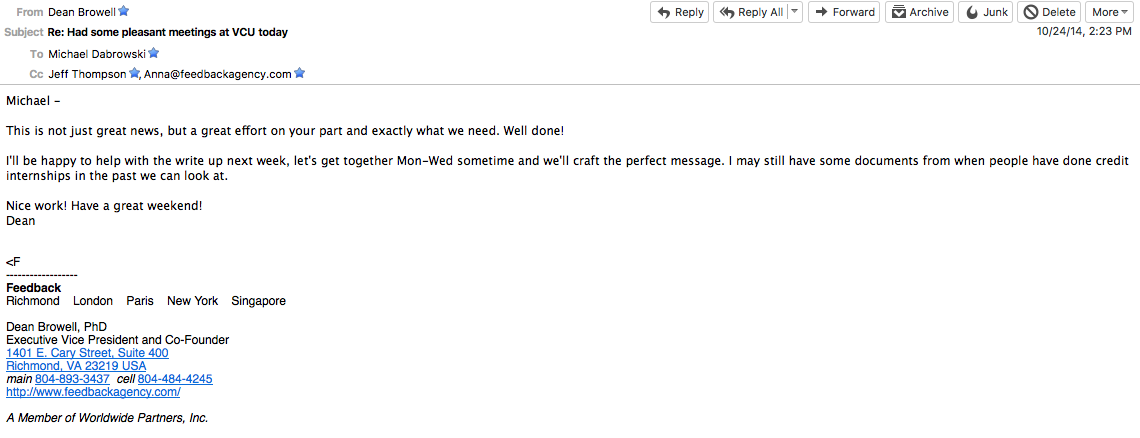 From Dean Browell
Reply Reply All Forward Archive Junk Delete More
Subject Re: Had some pleasant meetings at VCU today
10/24/14, 2:23 PM
To Michael Dabrowski
Cc Jeff Thompson, Anna@feedbackagency.com
Michael –
This is not just great news, but a great effort on your part and exactly what we need. Well done!
I'll be happy to help with the write up next week, let's get together Mon-Wed sometime and we'll craft the perfect message. I may still have some documents from when people have done credit
internships in the past we can look at.
Nice work! Have a great weekend!
Dean
<F
------------------
Feedback
Richmond London Paris New York Singapore
Dean Browell, PhD
Executive Vice President and Co-Founder
1401 E. Cary Street, Suite 400
Richmond, VA 23219 USA
main 804-893-3437 cell 804-484-4245
http://www.feedbackagency.com/
A Member of Worldwide Partners, Inc.